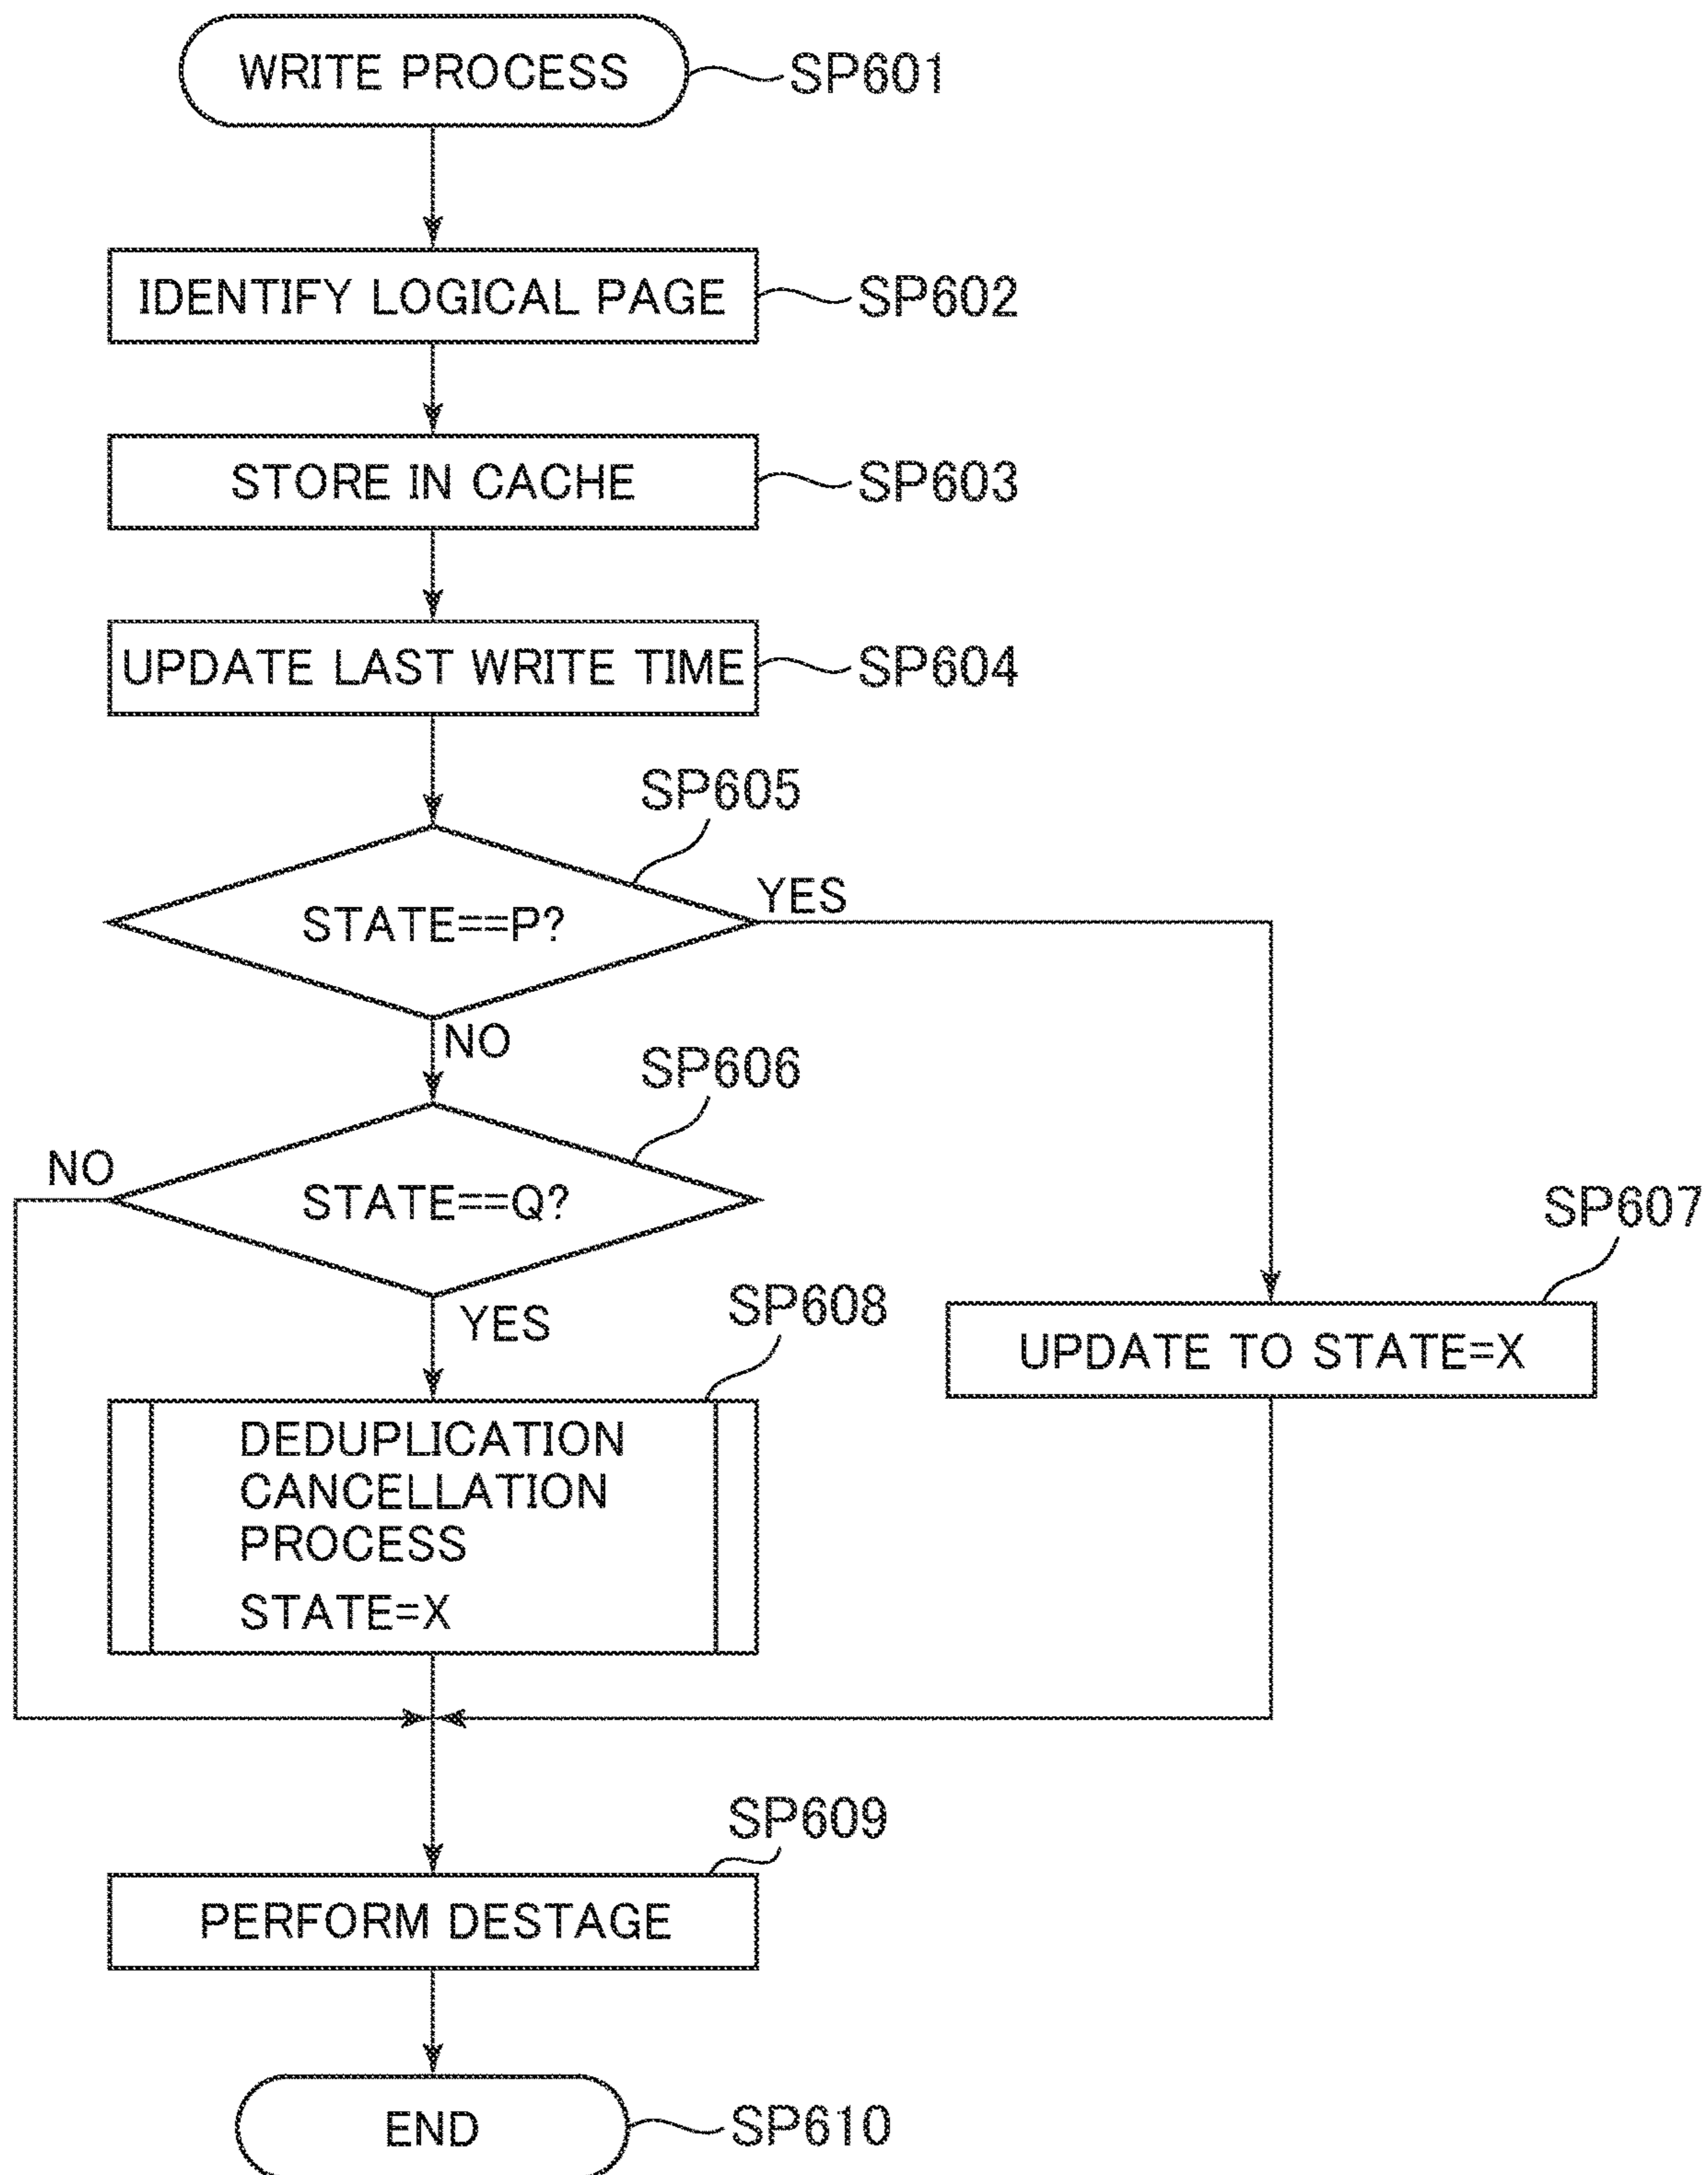 WRITE PROCESS
SP601
IDENTIFY LOGICAL PAGE
SP602
STORE IN CACHE
SP603
UPDATE LAST WRITE TIME
SP604
SP605
STATE==P?
YES
NO
SP606
STATE==Q?
NO
YES
SP607
UPDATE TO STATE=X
SP608
DEDUPLICATION
CANCELLATION
PROCESS
STATE=X
SP609
PERFORM DESTAGE
END
SP610